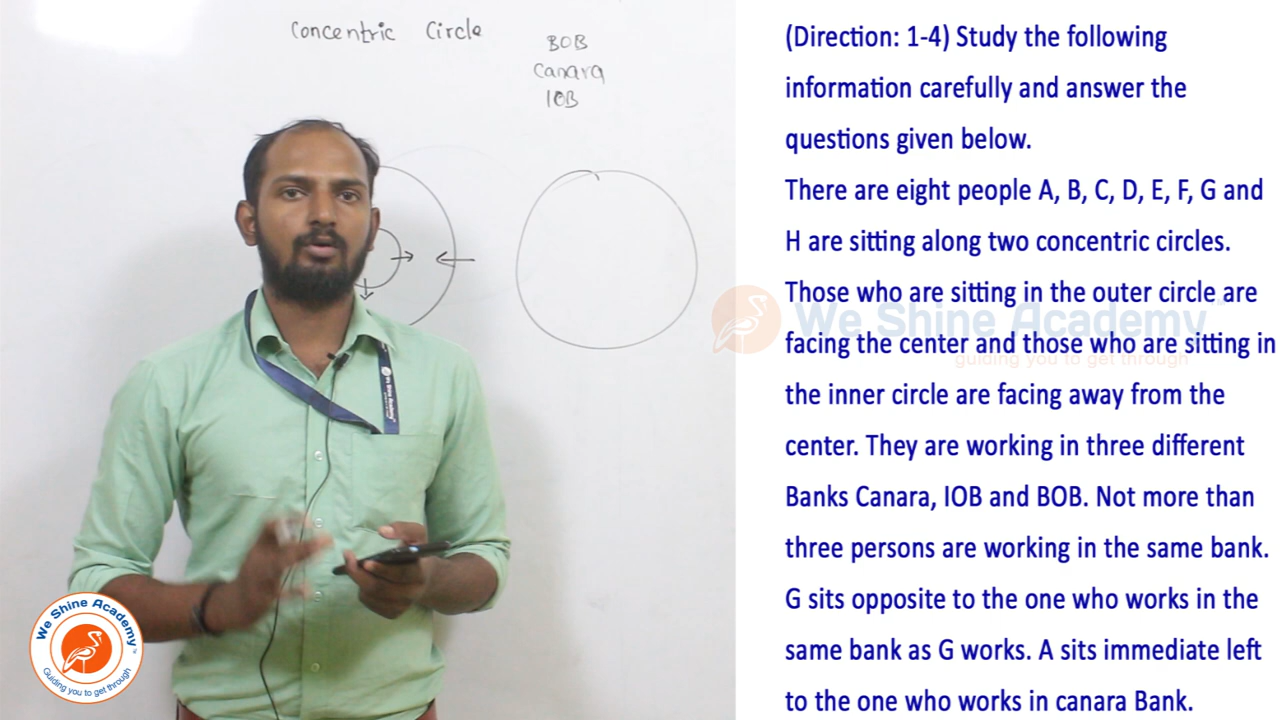 Concentric Circle
BOB
Canara
IOB
(Direction: 1-4) Study the following
information carefully and answer the
questions given below.
There are eight people A, B, C, D, E, F, G and
H are sitting along two concentric circles.
Those who are sitting in the outer circle are
facing the center and those who are sitting in
the inner circle are facing away from the
center. They are working in three different
Banks Canara, IOB and BOB. Not more than
three persons are working in the same bank.
G sits opposite to the one who works in the
same bank as G works. A sits immediate left
to the one who works in canara Bank.
We Shine Academy
guiding you to get through
We Shine Academy
Guiding you to get through
We Shine Academy